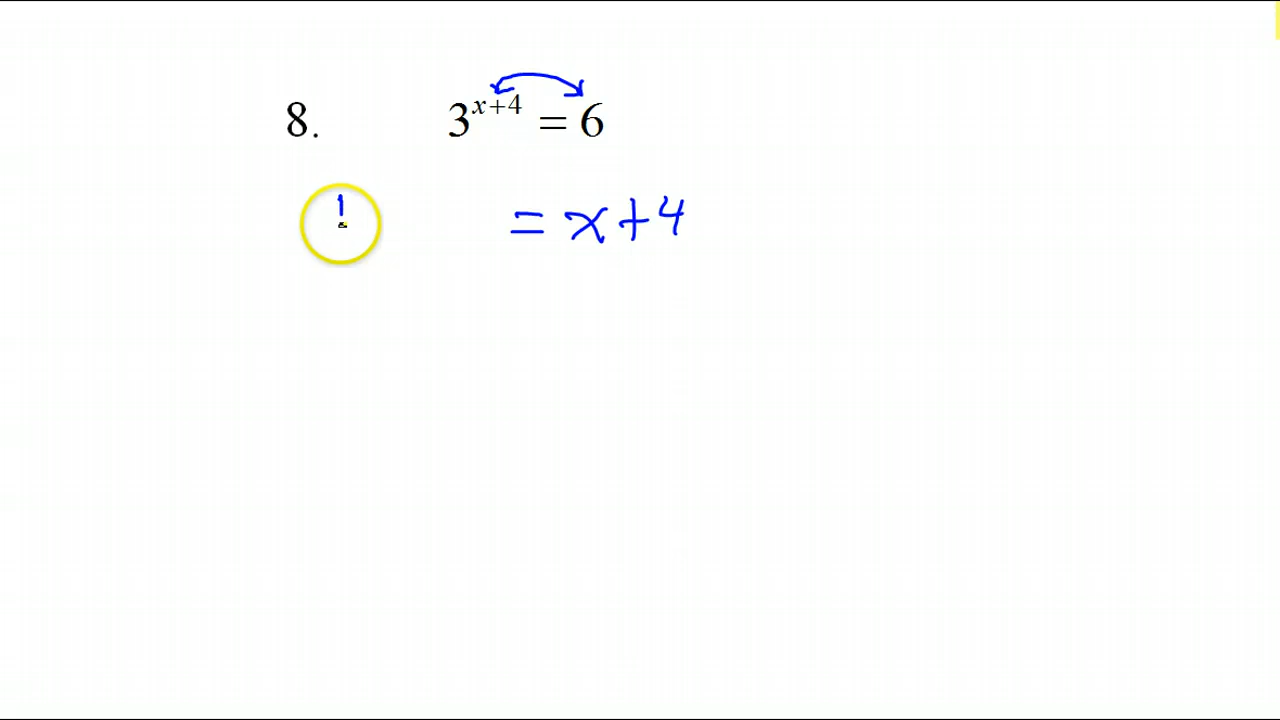 8. 3^{x+4} = 6
= x+4